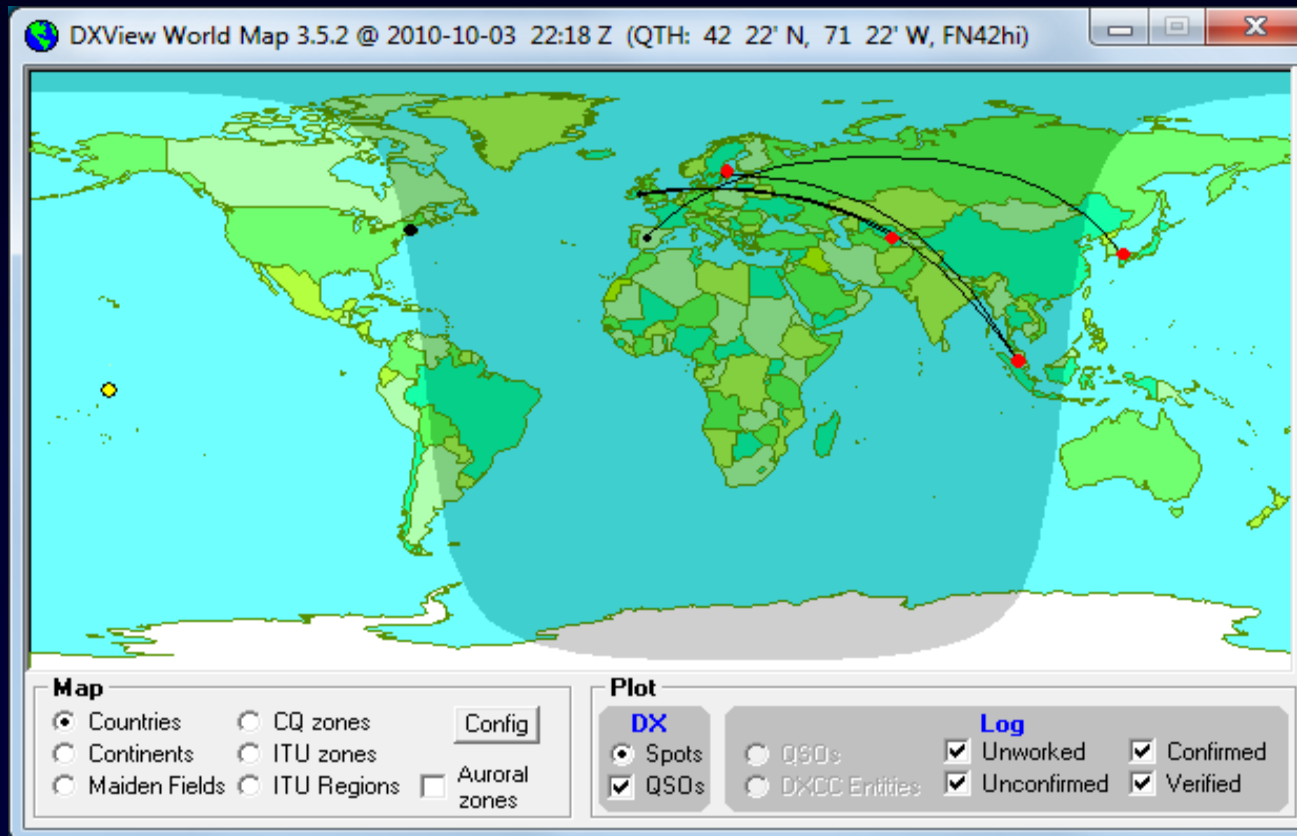 DXView World Map 3.5.2 @ 2010-10-03 22:18 Z (QTH: 42 22' N, 71 22' W, FN42hi)
Map
Countries
CQ zones
Config
Continents
ITU zones
Maiden Fields
ITU Regions
Auroral
zones
Plot
DX
Spots
QSOs
Log
QSOs
Unworked
Confirmed
DXCC Entities
Unconfirmed
Verified